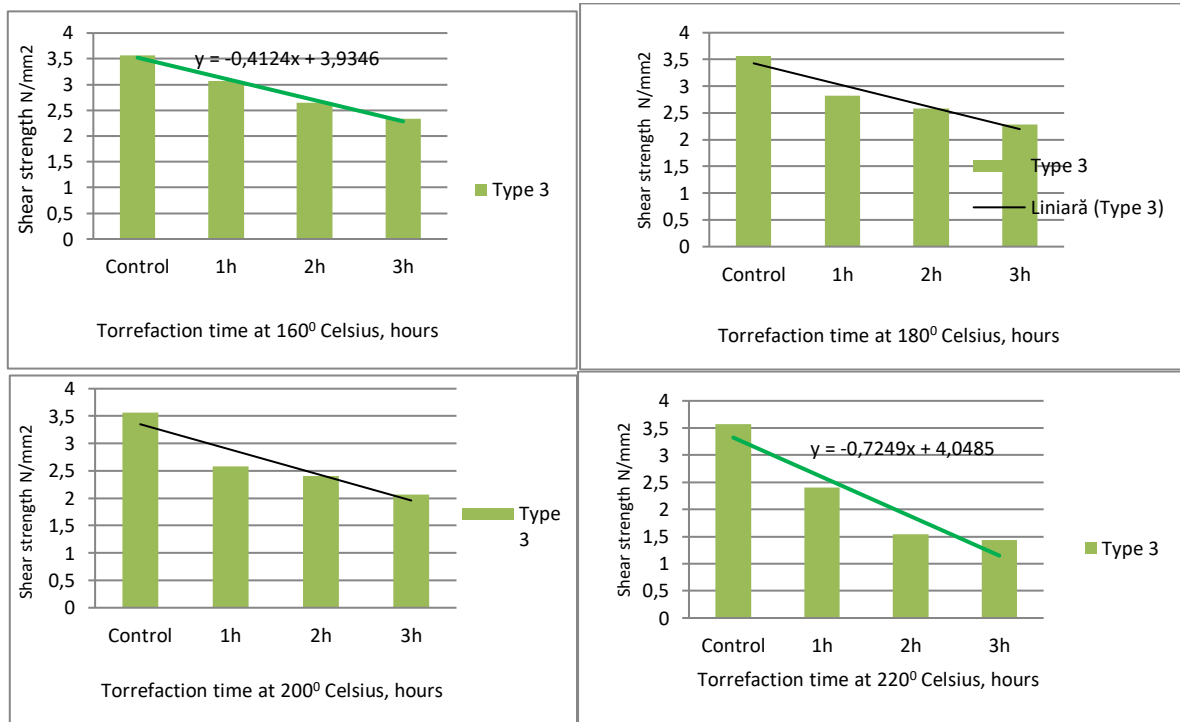 Shear strength N/mm2
4
3,5
3
2,5
2
1,5
1
0,5
0
y = -0,4124x + 3,9346
Type 3
Control 1h 2h 3h
Torrefaction time at 160⁰ Celsius, hours
Shear strength N/mm2
4
3,5
3
2,5
2
1,5
1
0,5
0
Type 3
Liniară (Type 3)
Control 1h 2h 3h
Torrefaction time at 180⁰ Celsius, hours
Shear strength N/mm2
4
3,5
3
2,5
2
1,5
1
0,5
0
Type
3
Control 1h 2h 3h
Torrefaction time at 200⁰ Celsius, hours
Shear strength N/mm2
4
3,5
3
2,5
2
1,5
1
0,5
0
y = -0,7249x + 4,0485
Type 3
Control 1h 2h 3h
Torrefaction time at 220⁰ Celsius, hours